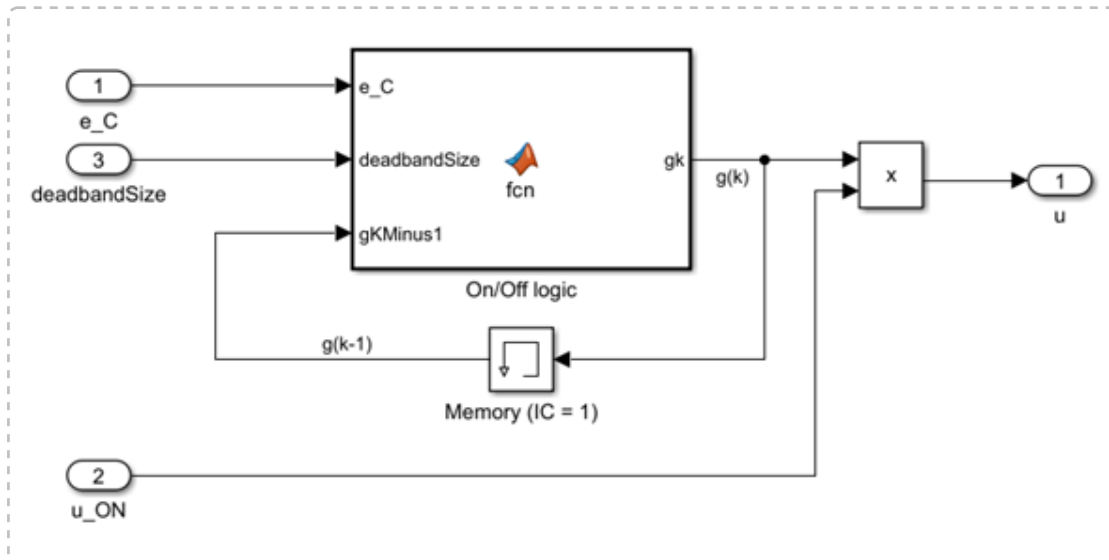 1
e_C
e_C
3
deadbandSize
deadbandSize
fcn
gk
g(k)
x
1
u
gKMinus1
On/Off logic
g(k-1)
Memory (IC = 1)
2
u_ON